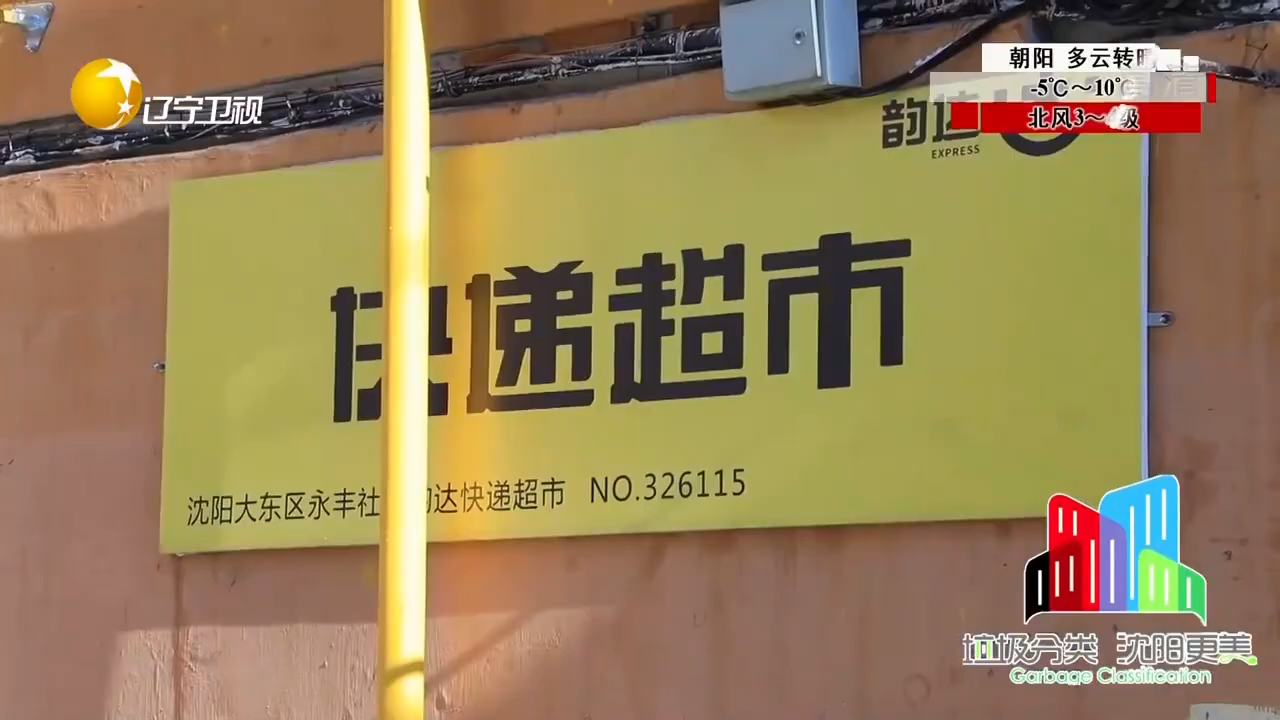 辽宁卫视
朝阳 多云转
-5℃～10℃
北风3～4级
韵达
EXPRESS
快递超市
沈阳大东区永丰社 韵达快递超市 NO.326115
垃圾分类 沈阳更美
Garbage Classification